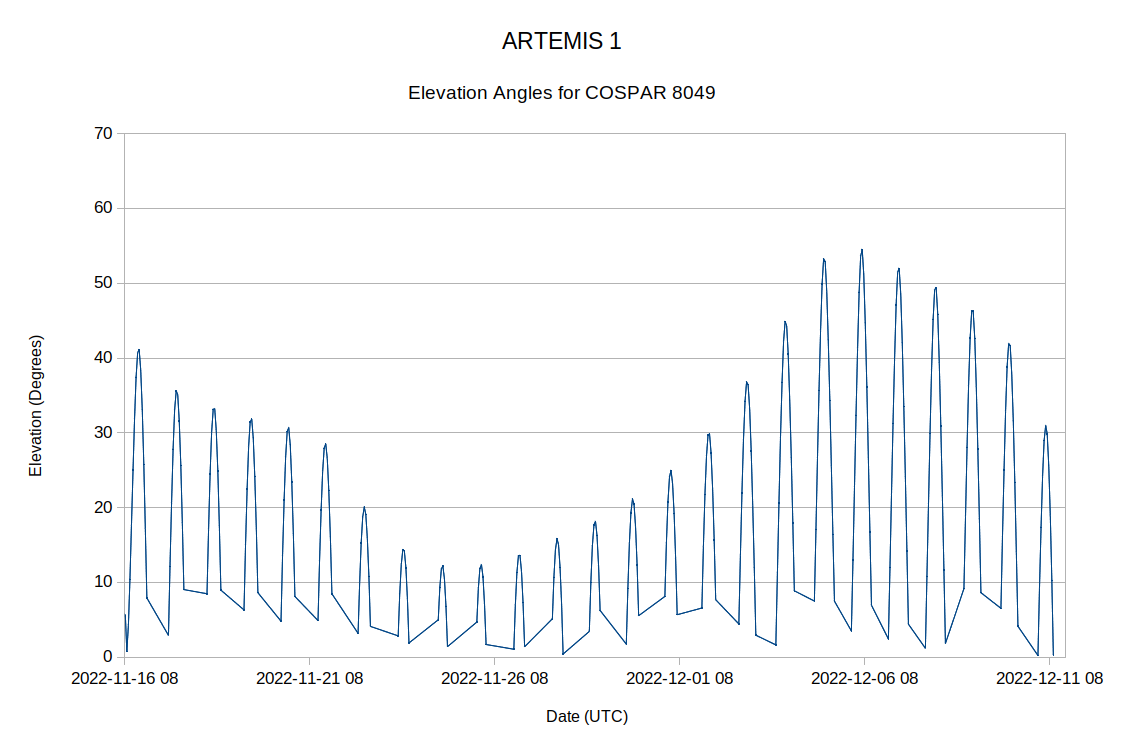 ARTEMIS 1
Elevation Angles for COSPAR 8049
70
60
50
40
30
20
10
0
Elevation (Degrees)
2022-11-16 08 2022-11-21 08 2022-11-26 08 2022-12-01 08 2022-12-06 08 2022-12-11 08
Date (UTC)